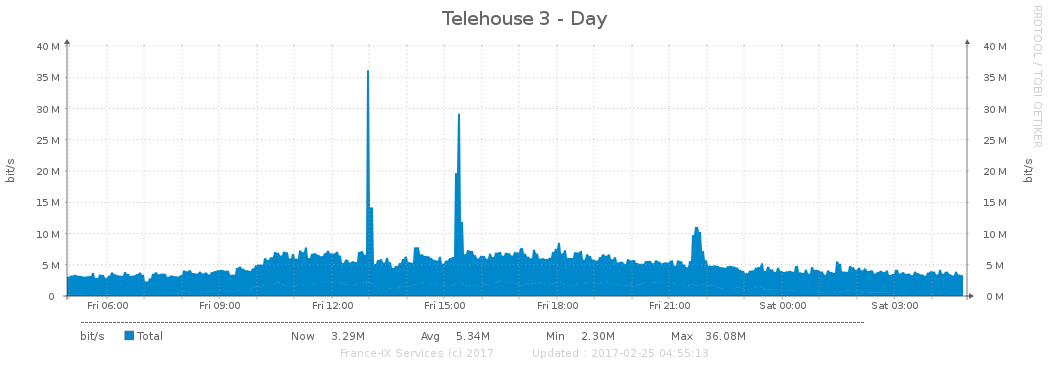 Telehouse 3 - Day
RRDTOOL / TOBI OETIKER
40 M 40 M
35 M 35 M
30 M 30 M
25 M 25 M
20 M 20 M
15 M 15 M
10 M 10 M
5 M 5 M
0 0 M
bit/s bit/s
Fri 06:00 Fri 09:00 Fri 12:00 Fri 15:00 Fri 18:00 Fri 21:00 Sat 00:00 Sat 03:00
bit/s Total Now 3.29M Avg 5.34M Min 2.30M Max 36.08M
France-IX Services (c) 2017 Updated : 2017-02-25 04:55:13